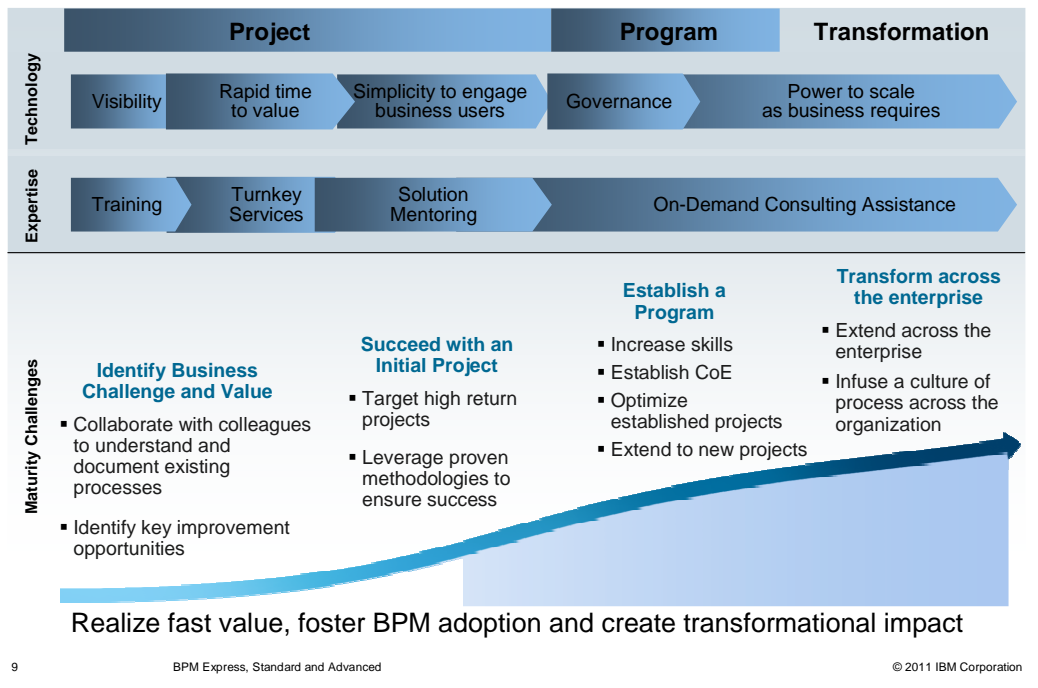 Project
Program
Transformation
Technology
Visibility
Rapid time
to value
Simplicity to engage
business users
Governance
Power to scale
as business requires
Expertise
Training
Turnkey
Services
Solution
Mentoring
On-Demand Consulting Assistance
Maturity Challenges
Identify Business
Challenge and Value
▪ Collaborate with colleagues
to understand and
document existing
processes
▪ Identify key improvement
opportunities
Succeed with an
Initial Project
▪ Target high return
projects
▪ Leverage proven
methodologies to
ensure success
Establish a
Program
▪ Increase skills
▪ Establish CoE
▪ Optimize
established projects
▪ Extend to new projects
Transform across
the enterprise
▪ Extend across the
enterprise
▪ Infuse a culture of
process across the
organization
Realize fast value, foster BPM adoption and create transformational impact
9
BPM Express, Standard and Advanced
© 2011 IBM Corporation